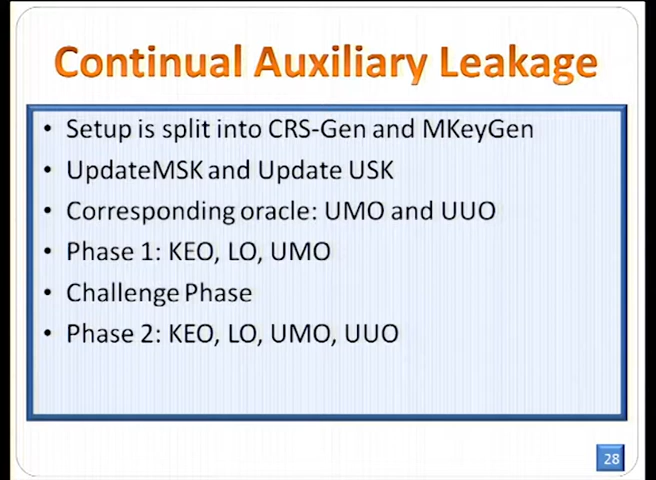 Continual Auxiliary Leakage
• Setup is split into CRS-Gen and MKeyGen
• UpdateMSK and Update USK
• Corresponding oracle: UMO and UUO
• Phase 1: KEO, LO, UMO
• Challenge Phase
• Phase 2: KEO, LO, UMO, UUO
28